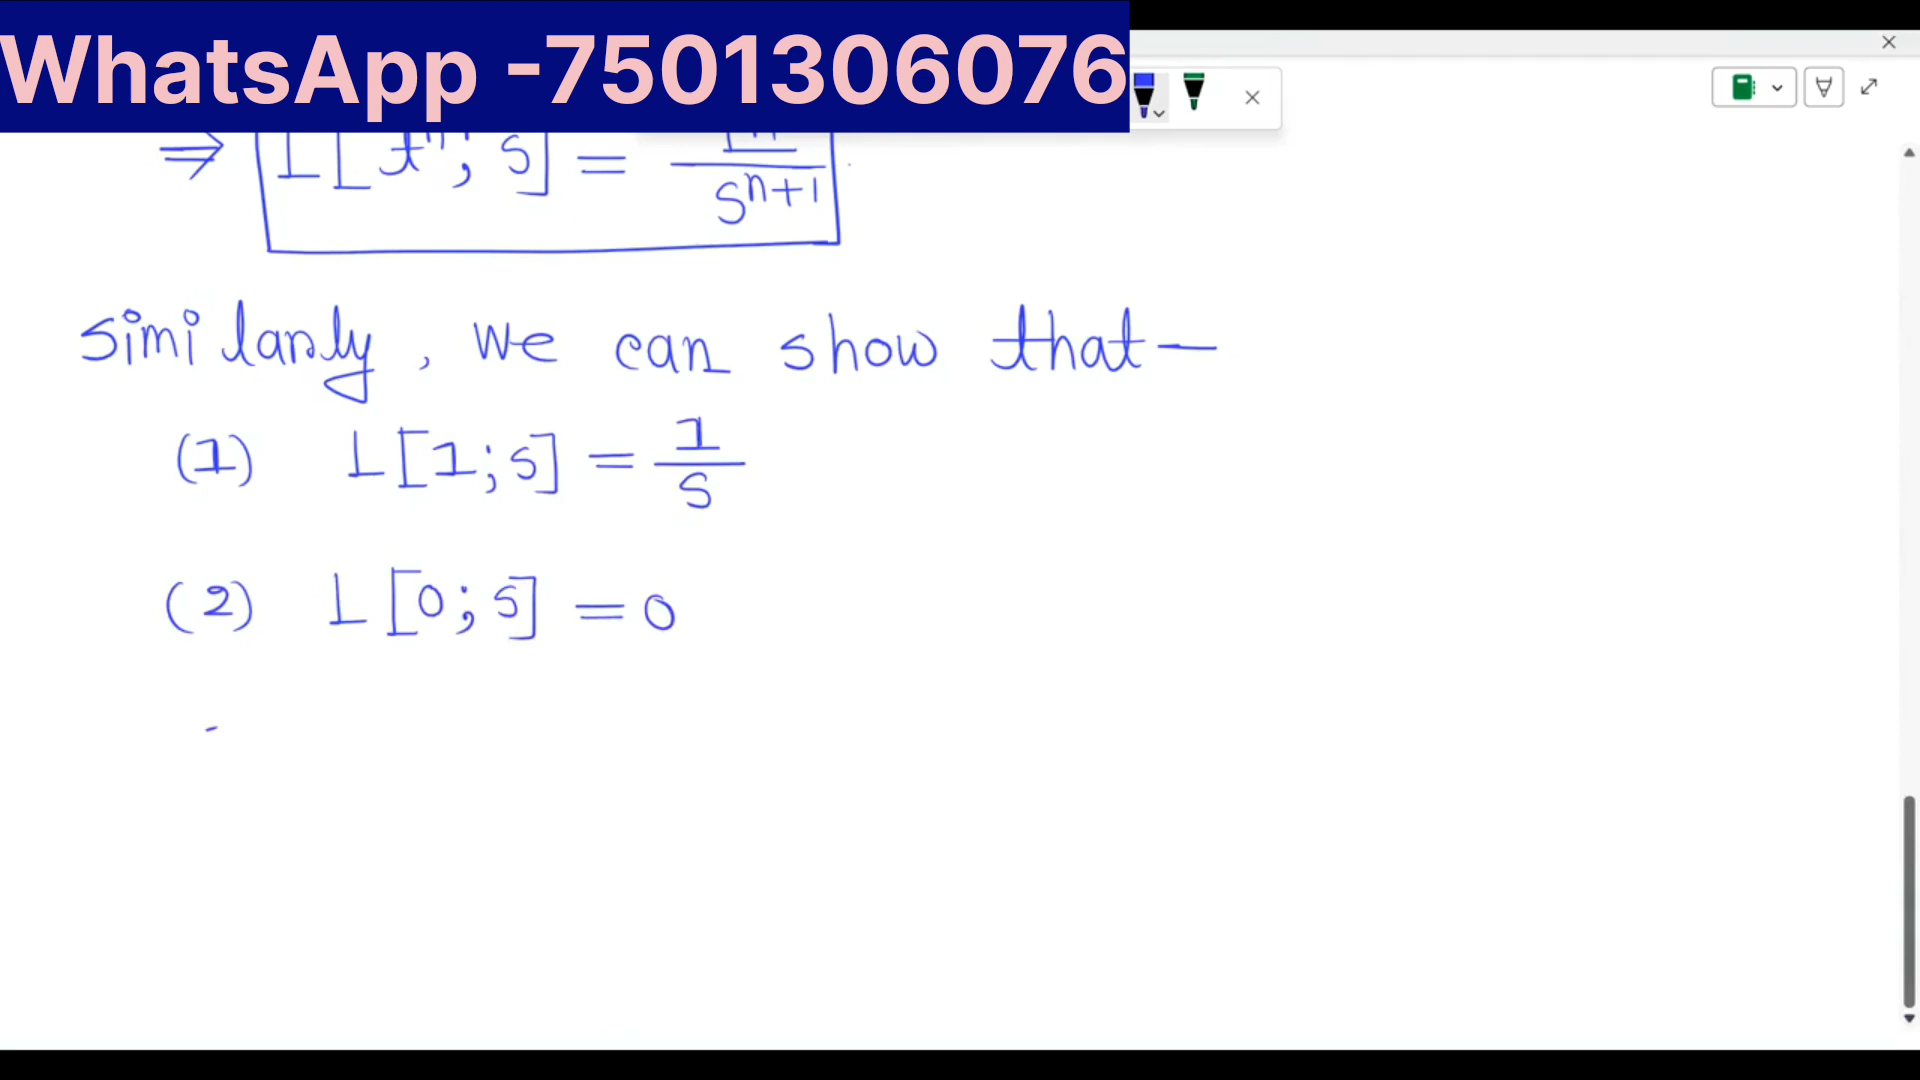 WhatsApp -7501306076
⇒ L[tⁿ; s] = / sⁿ⁺¹
Similarly, we can show that —
(1) L[1; s] = 1/s
(2) L[0; s] = 0